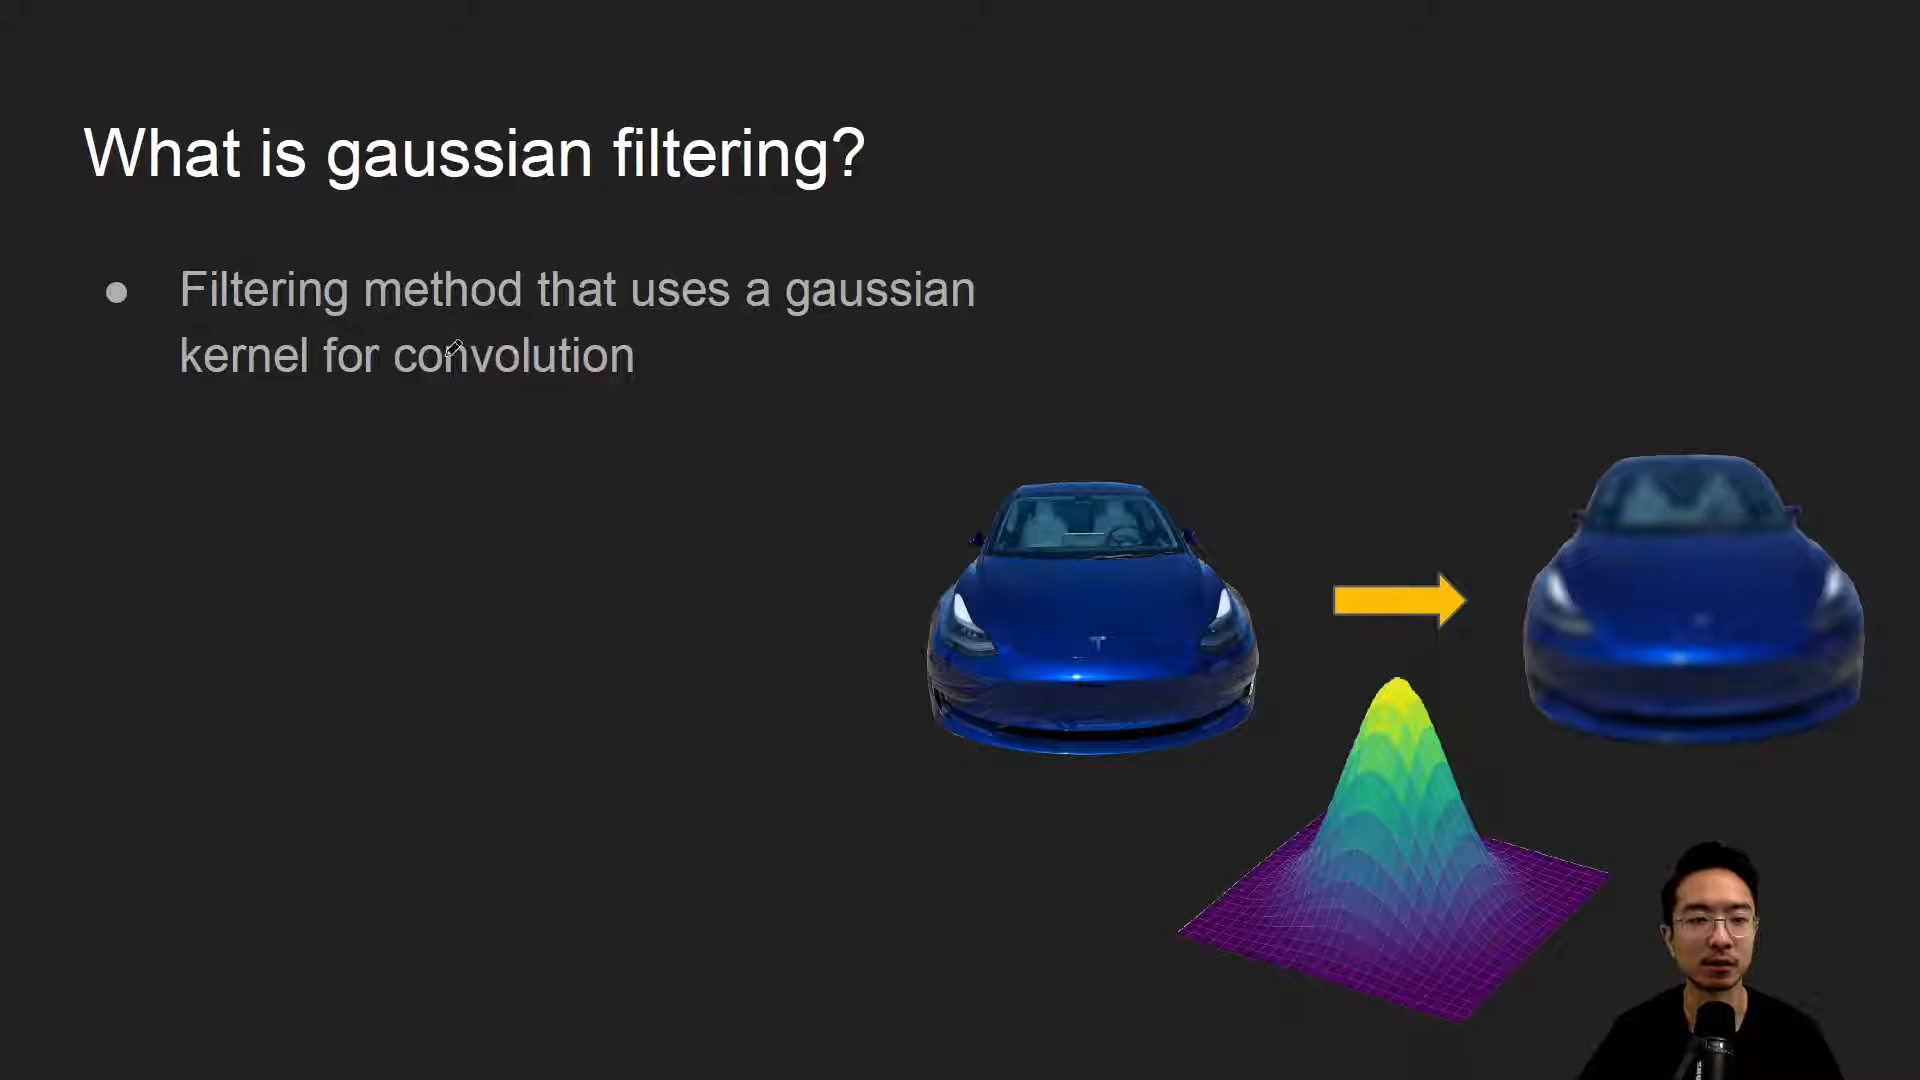 What is gaussian filtering?
● Filtering method that uses a gaussian
kernel for convolution